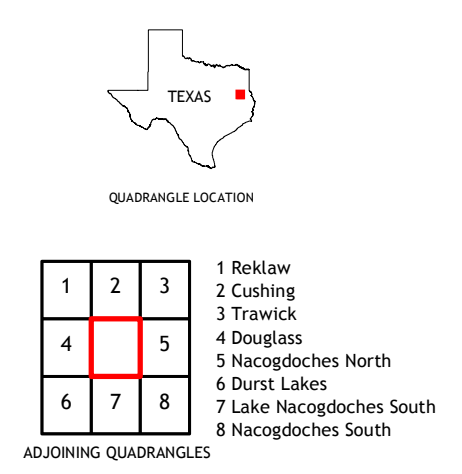 TEXAS
QUADRANGLE LOCATION
1 2 3
4 5
6 7 8
1 Reklaw
2 Cushing
3 Trawick
4 Douglass
5 Nacogdoches North
6 Durst Lakes
7 Lake Nacogdoches South
8 Nacogdoches South
ADJOINING QUADRANGLES